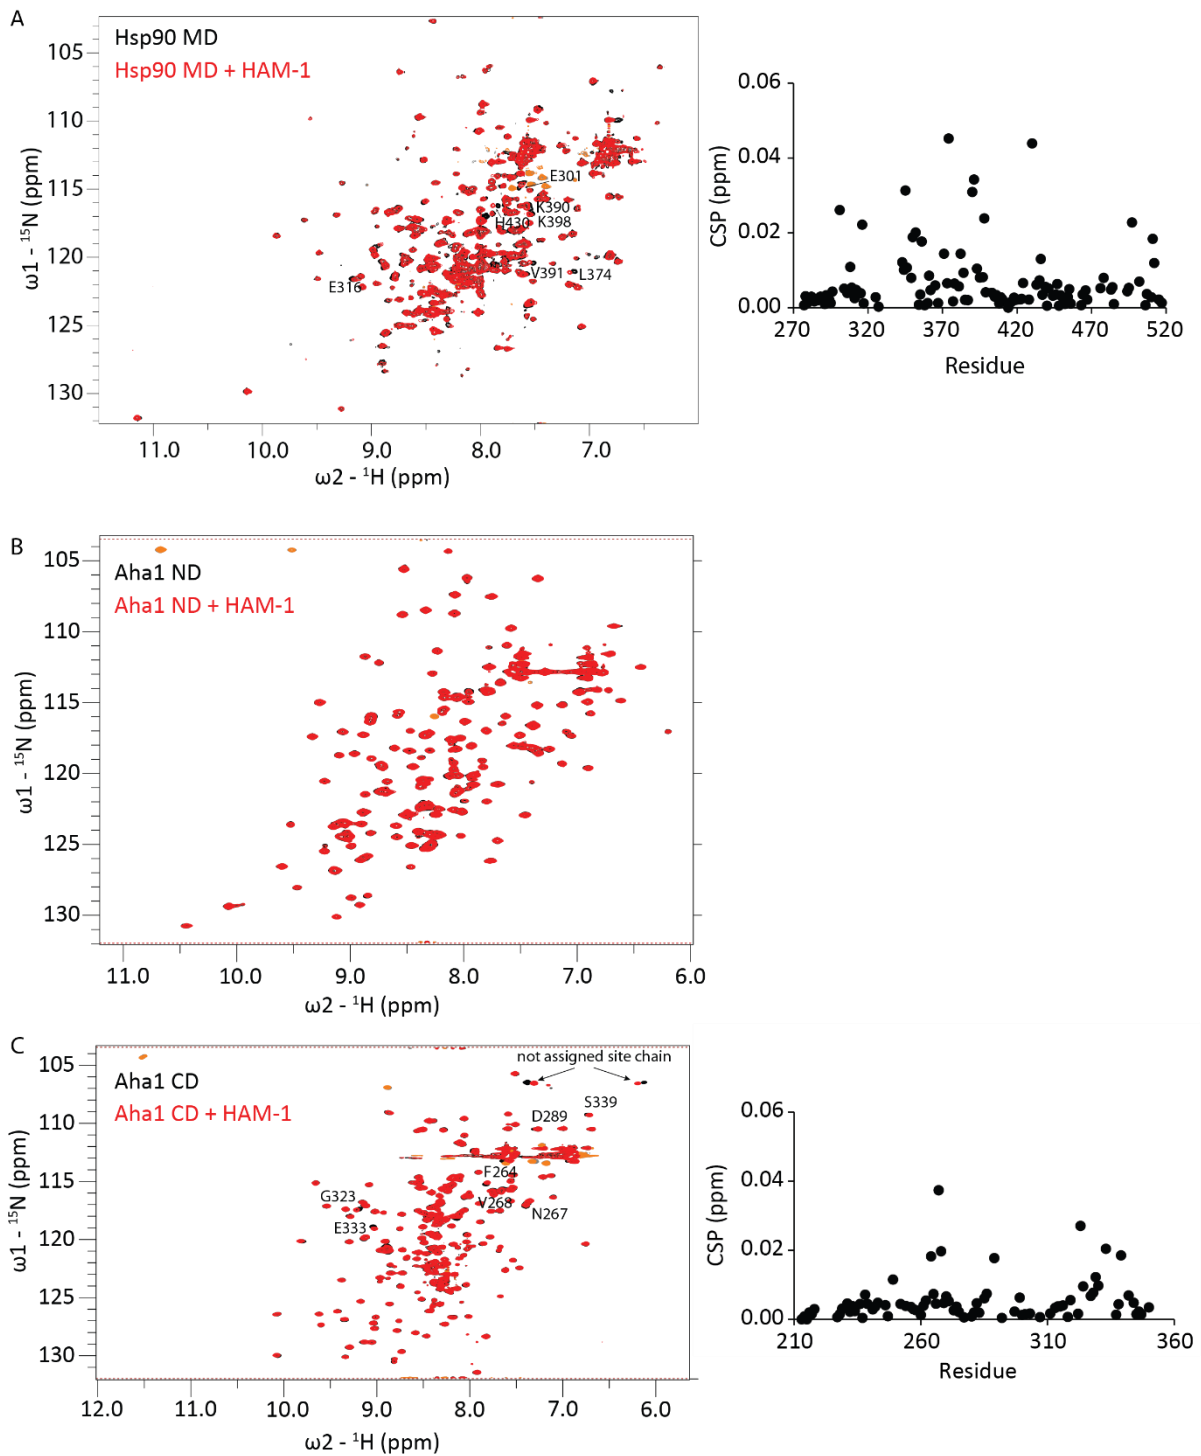 A
Hsp90 MD
Hsp90 MD + HAM-1
105
110
115
120
125
130
ω1 - ¹⁵N (ppm)
E301
K390
H430
K398
V391
L374
E316
11.0 10.0 9.0 8.0 7.0
ω2 - ¹H (ppm)
0.06
0.04
0.02
0.00
CSP (ppm)
270 320 370 420 470 520
Residue
B
Aha1 ND
Aha1 ND + HAM-1
105
110
115
120
125
130
ω1 - ¹⁵N (ppm)
11.0 10.0 9.0 8.0 7.0 6.0
ω2 - ¹H (ppm)
C
Aha1 CD
Aha1 CD + HAM-1
105
110
115
120
125
130
ω1 - ¹⁵N (ppm)
not assigned site chain
S339
D289
F264
G323
V268
N267
E333
12.0 11.0 10.0 9.0 8.0 7.0 6.0
ω2 - ¹H (ppm)
0.06
0.04
0.02
0.00
CSP (ppm)
210 260 310 360
Residue